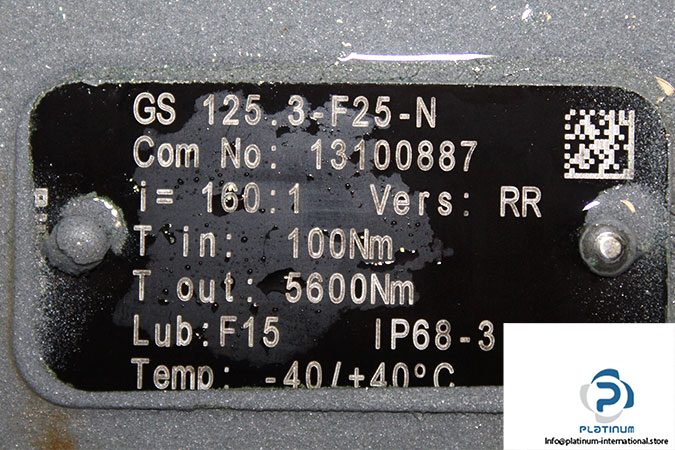 GS 125.3-F25-N
Com No: 13100887
i= 160:1 Vers: RR
T in: 100Nm
T out: 5600Nm
Lub:F15 IP68-3
Temp: -40/+40°C
PLATINUM
Info@platinum-international.store